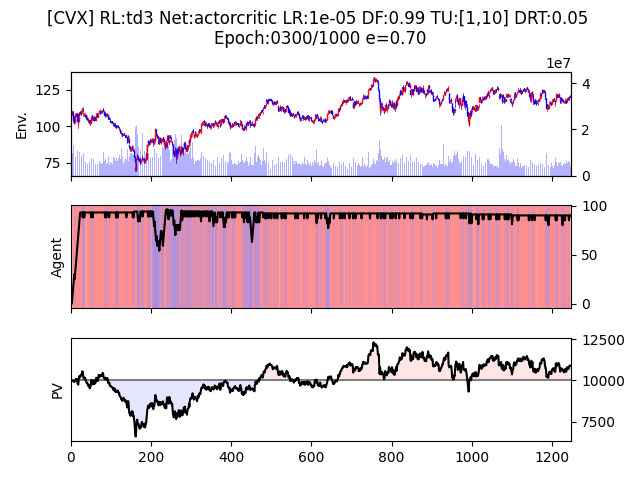 [CVX] RL:td3 Net:actorcritic LR:1e-05 DF:0.99 TU:[1,10] DRT:0.05
Epoch:0300/1000 e=0.70
1e7
125
100
75
Env.
4
2
0
Agent
100
50
0
PV
12500
10000
7500
0 200 400 600 800 1000 1200